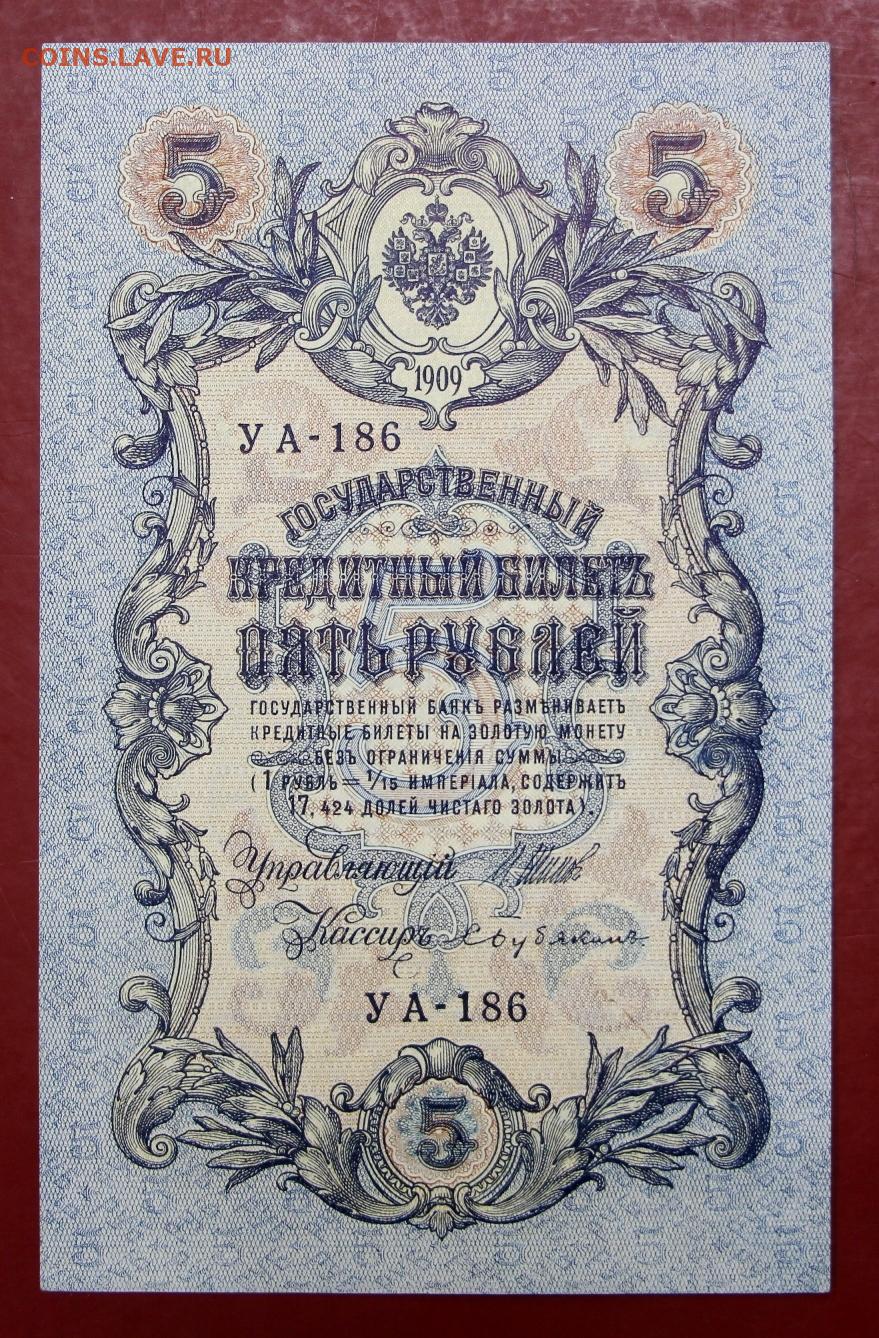 COINS.LAVE.RU
5 5
1909
УА-186
ГОСУДАРСТВЕННЫЙ
КРЕДИТНЫЙ БИЛЕТЪ
ПЯТЬ РУБЛЕЙ
ГОСУДАРСТВЕННЫЙ БАНКЪ РАЗМѢНИВАЕТЪ
КРЕДИТНЫЕ БИЛЕТЫ НА ЗОЛОТУЮ МОНЕТУ
БЕЗЪ ОГРАНИЧЕНІЯ СУММЫ
(1 РУБЛЬ = 1/15 ИМПЕРІАЛА, СОДЕРЖИТЪ
17,424 ДОЛЕЙ ЧИСТАГО ЗОЛОТА).
Управляющій
Кассиръ
УА-186
5